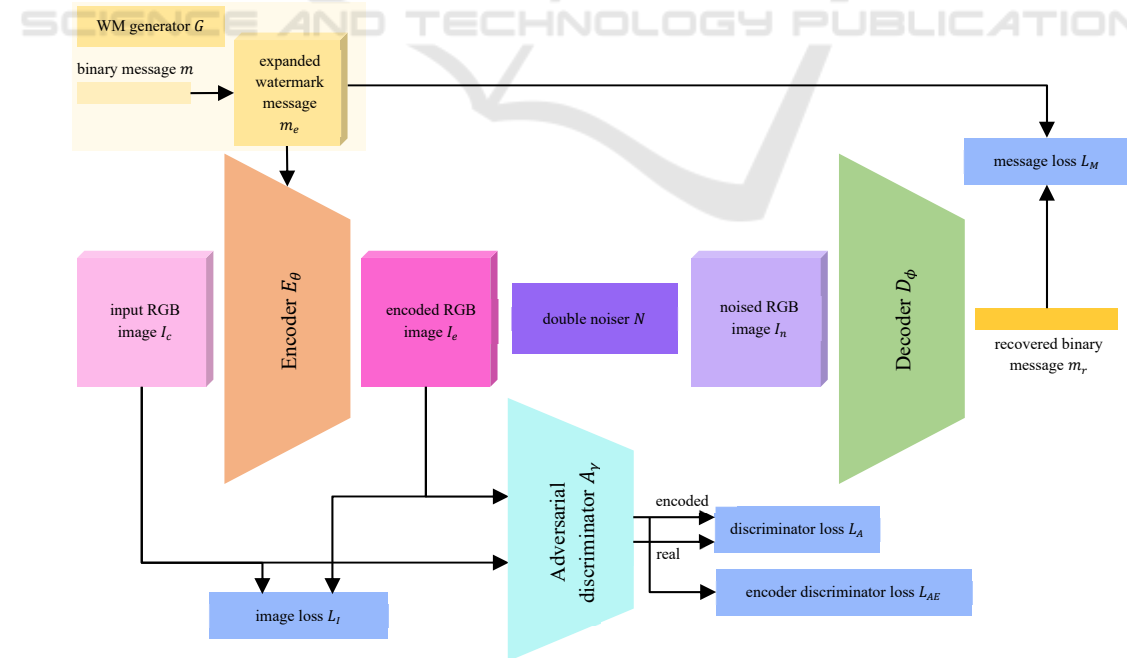 SCIENCE AND TECHNOLOGY PUBLICATION
WM generator G
binary message m
expanded
watermark
message
mₑ
message loss L_M
input RGB
image I_c
Encoder E_θ
encoded RGB
image I_e
double noiser N
noised RGB
image I_n
Decoder D_ϕ
recovered binary
message m_r
Adversarial
discriminator A_γ
encoded
real
discriminator loss L_A
encoder discriminator loss L_AE
image loss L_I